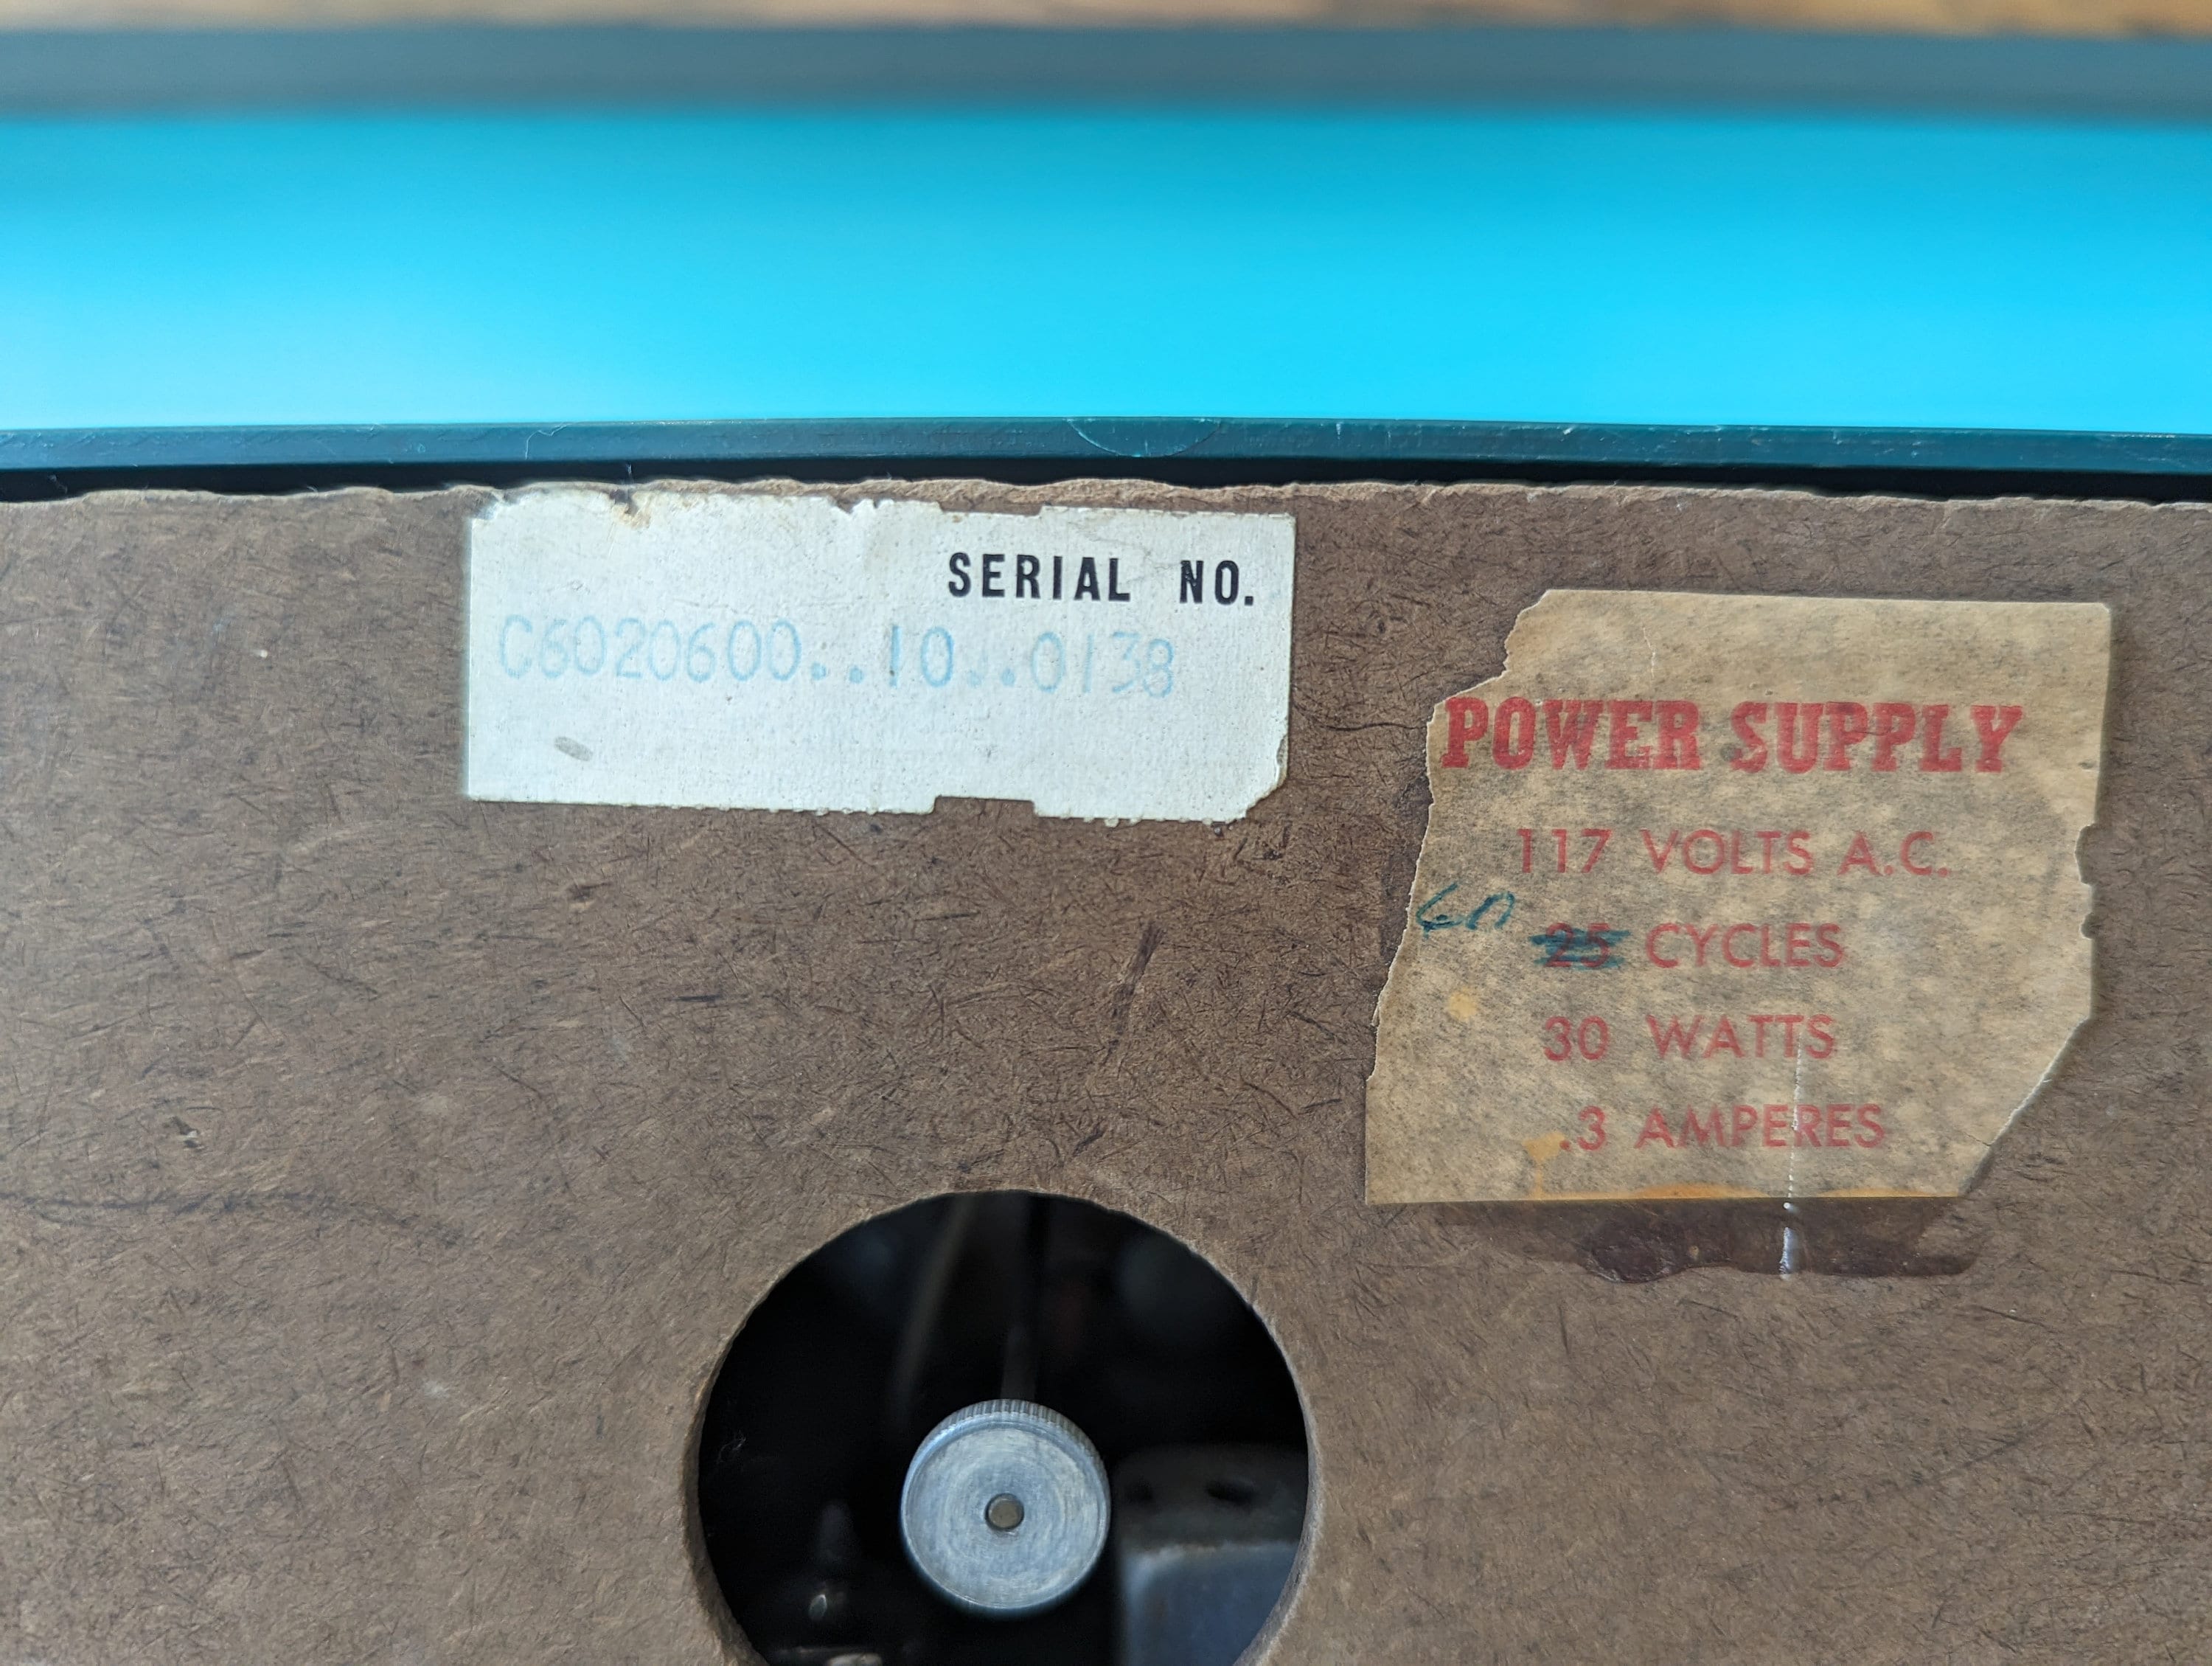 SERIAL NO.
C6020600..10..0138
POWER SUPPLY
117 VOLTS A.C.
60 25 CYCLES
30 WATTS
.3 AMPERES